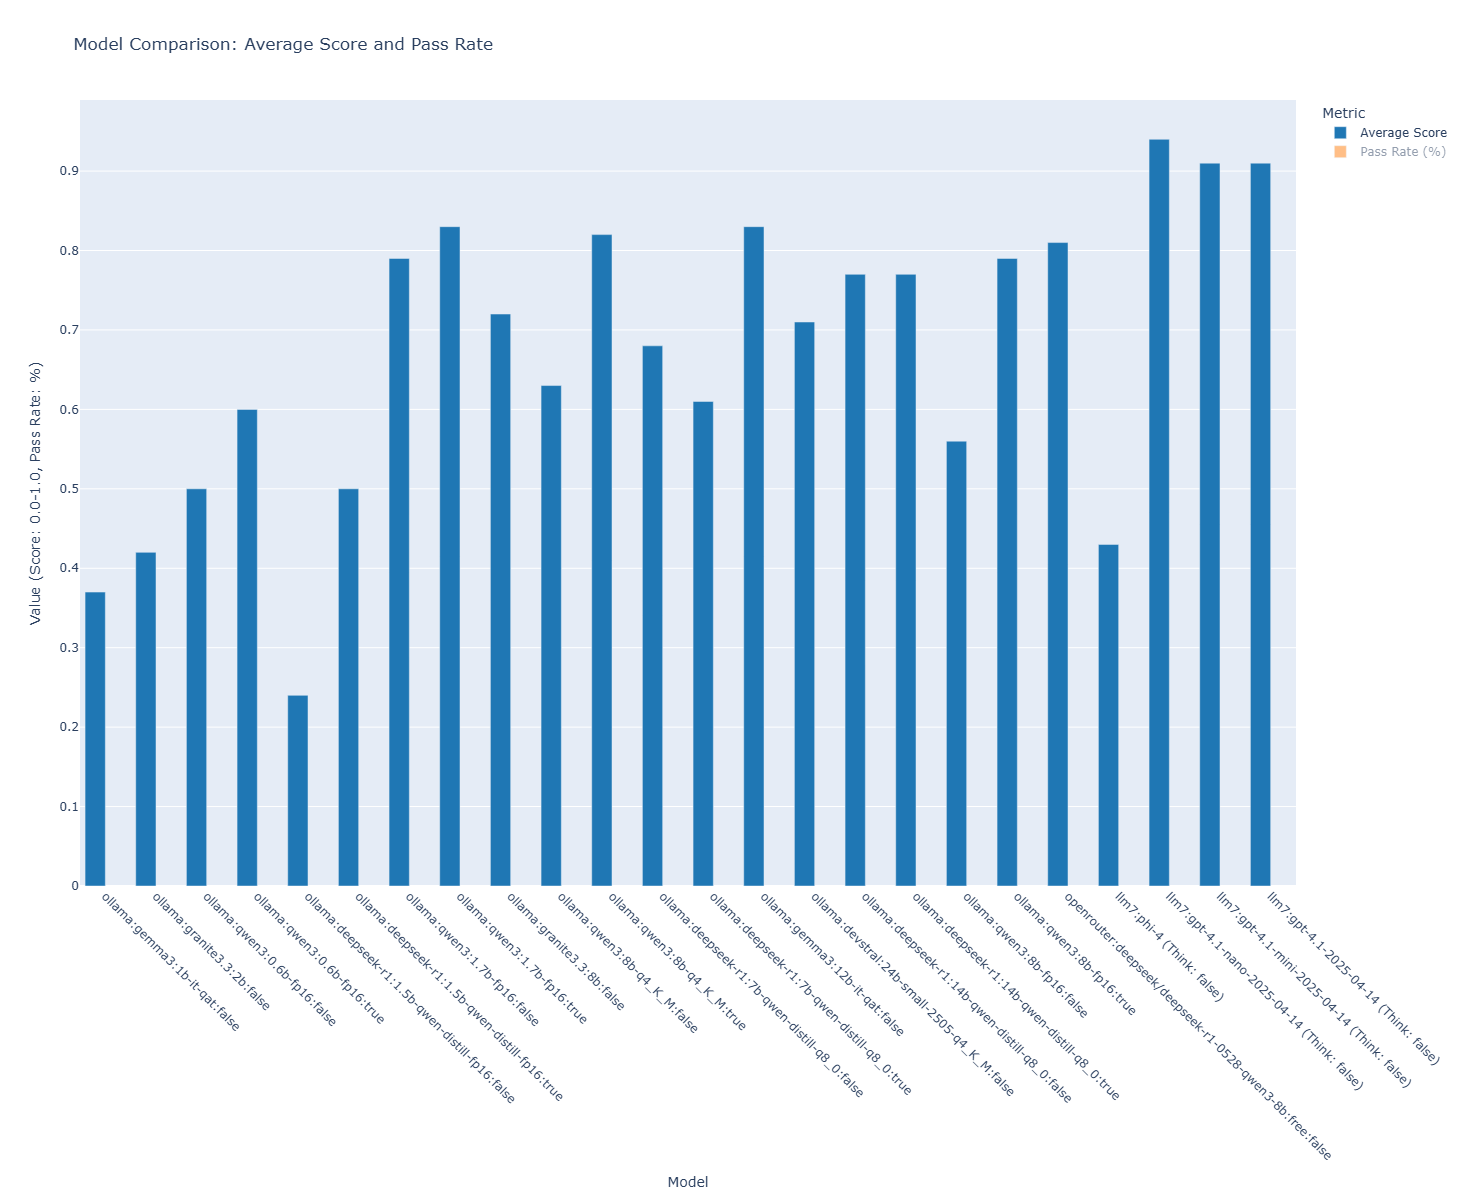 Model Comparison: Average Score and Pass Rate
Metric
Average Score
Pass Rate (%)
Value (Score: 0.0-1.0, Pass Rate: %)
0.9
0.8
0.7
0.6
0.5
0.4
0.3
0.2
0.1
0
ollama:gemma3:1b-it-qat:false
ollama:granite3.3:2b:false
ollama:qwen3:0.6b-fp16:false
ollama:qwen3:0.6b-fp16:true
ollama:deepseek-r1:1.5b-qwen-distill-fp16:false
ollama:deepseek-r1:1.5b-qwen-distill-fp16:true
ollama:qwen3:1.7b-fp16:false
ollama:qwen3:1.7b-fp16:true
ollama:granite3.3:8b:false
ollama:qwen3:8b-q4_K_M:false
ollama:qwen3:8b-q4_K_M:true
ollama:deepseek-r1:7b-qwen-distill-q8_0:false
ollama:deepseek-r1:7b-qwen-distill-q8_0:true
ollama:gemma3:12b-it-qat:false
ollama:devstral:24b-small-2505-q4_K_M:false
ollama:deepseek-r1:14b-qwen-distill-q8_0:false
ollama:deepseek-r1:14b-qwen-distill-q8_0:true
ollama:qwen3:8b-fp16:false
ollama:qwen3:8b-fp16:true
openrouter:deepseek/deepseek-r1-0528-qwen3-8b:free:false
llm7:phi-4 (Think: false)
llm7:gpt-4.1-nano-2025-04-14 (Think: false)
llm7:gpt-4.1-mini-2025-04-14 (Think: false)
llm7:gpt-4.1-2025-04-14 (Think: false)
Model